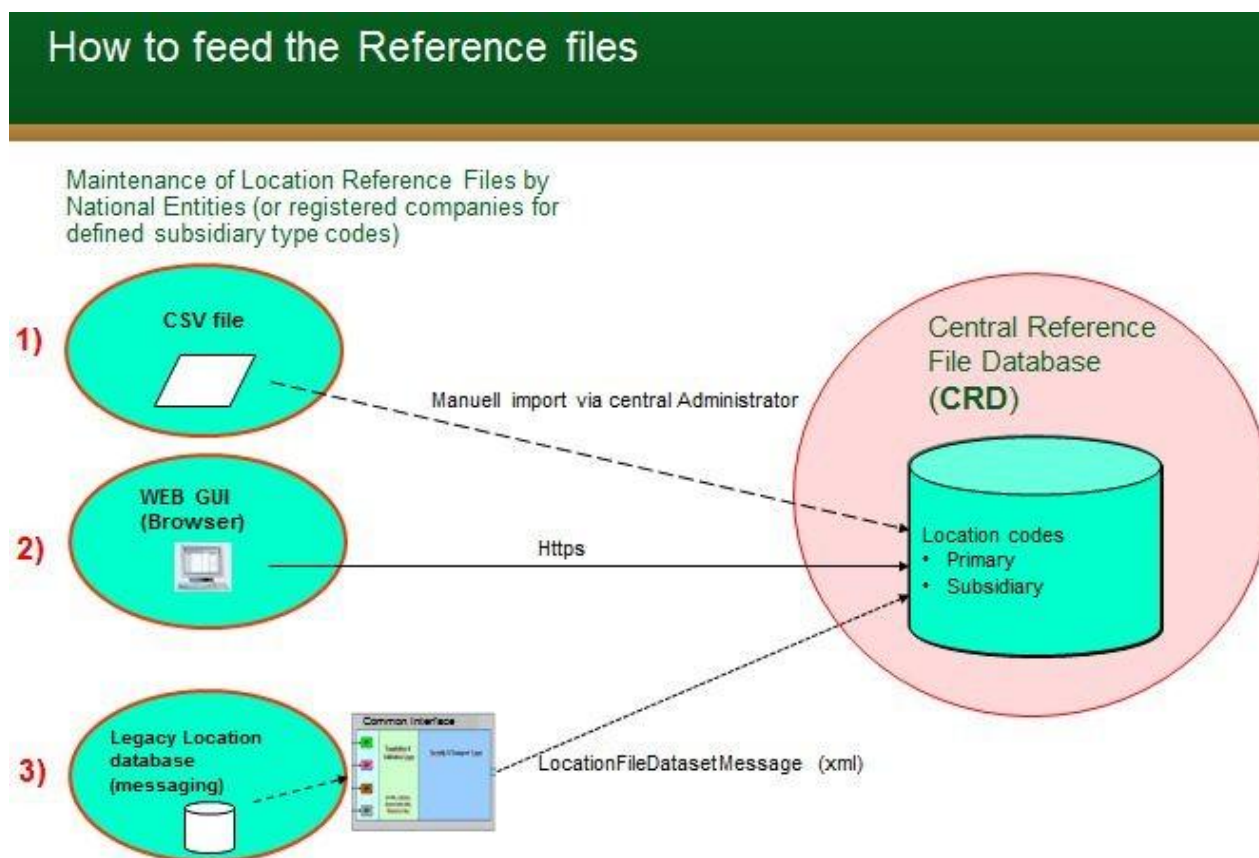 How to feed the Reference files
Maintenance of Location Reference Files by
National Entities (or registered companies for
defined subsidiary type codes)
1)
CSV file
Manuell import via central Administrator
Central Reference
File Database
(CRD)
2)
WEB GUI
(Browser)
Https
Location codes
• Primary
• Subsidiary
3)
Legacy Location
database
(messaging)
Common Interface
LocationFileDatasetMessage (xml)